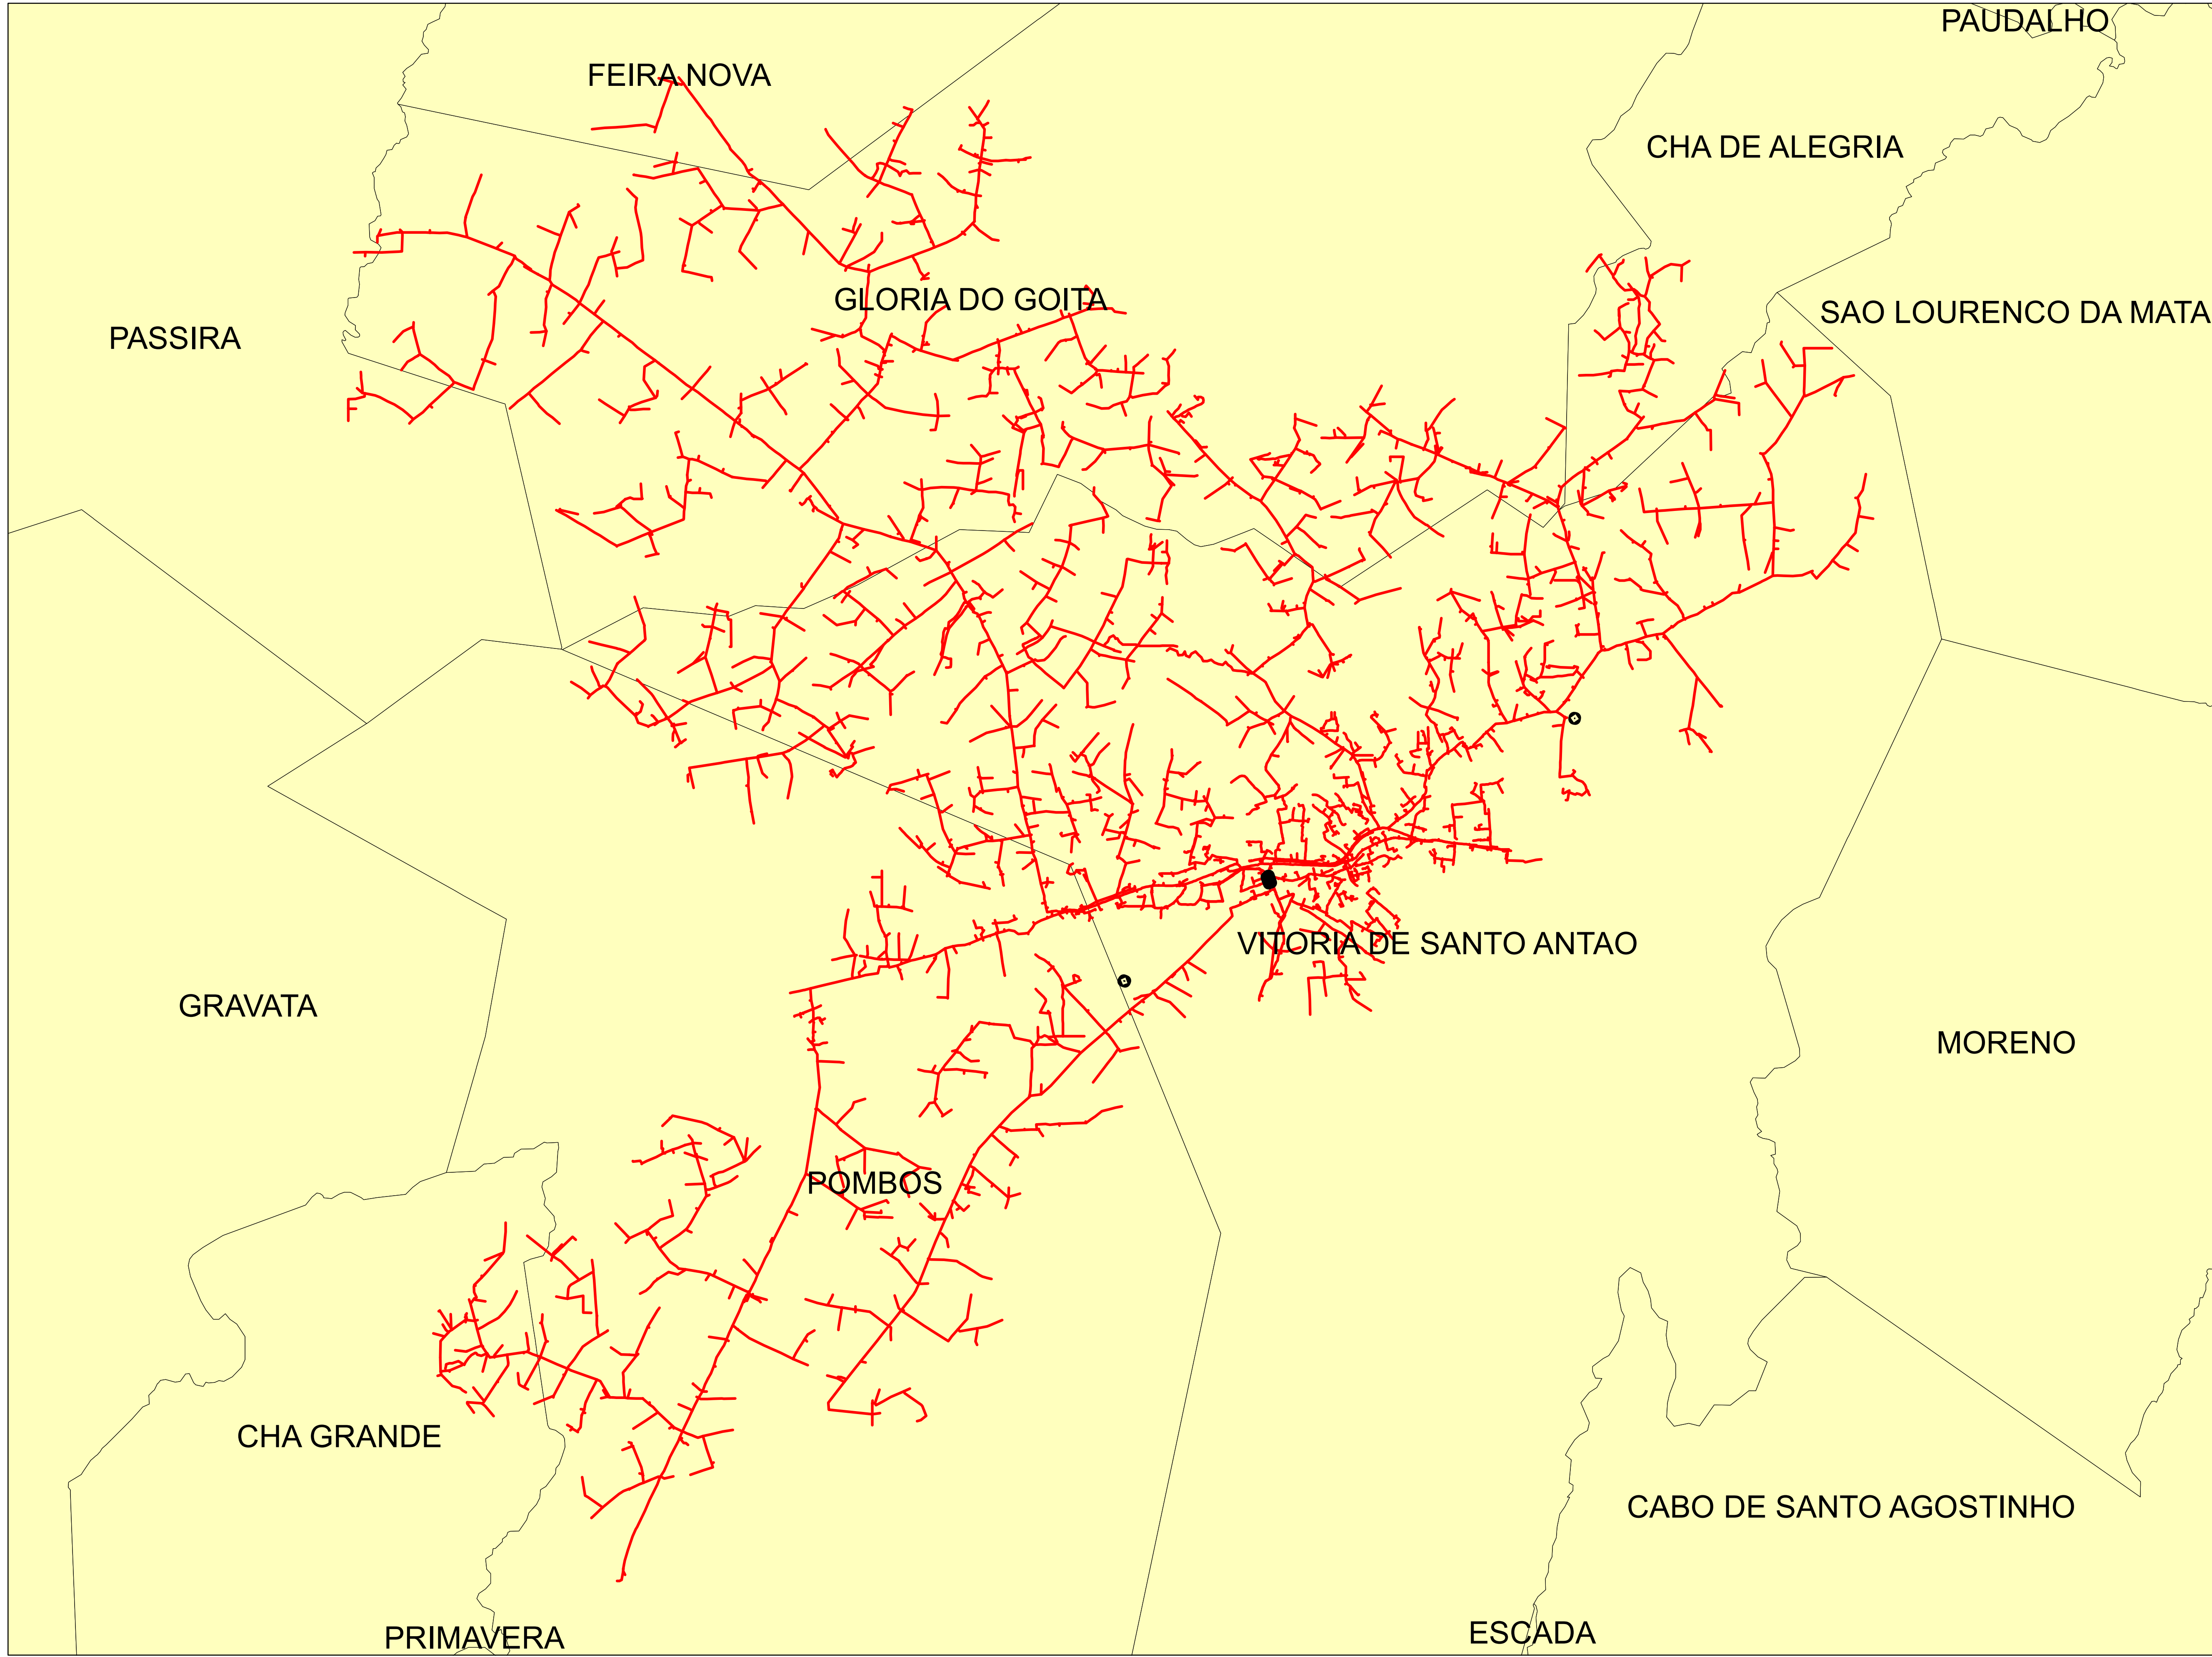 PAUDALHO
FEIRA NOVA
CHA DE ALEGRIA
GLORIA DO GOITA
SAO LOURENCO DA MATA
PASSIRA
VITORIA DE SANTO ANTAO
GRAVATA
MORENO
POMBOS
CHA GRANDE
CABO DE SANTO AGOSTINHO
ESCADA
PRIMAVERA